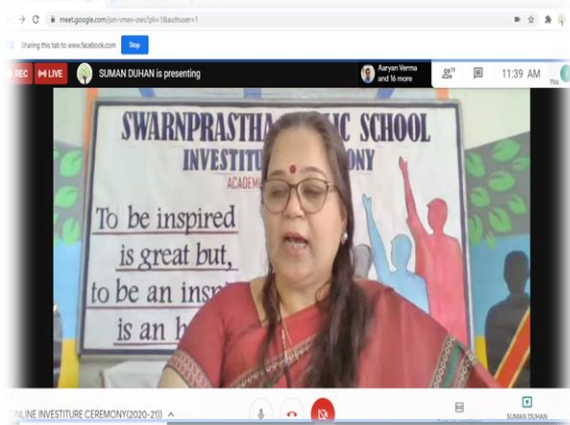 meet.google.com/jon-vmev-owc?pli=1&authuser=1
Sharing this tab to www.facebook.com Stop
REC LIVE SUMAN DUHAN is presenting
Aaryan Verma
and 16 more
11:39 AM
You
SWARNPRASTHA IC SCHOOL
INVESTITU ONY
ACADEM
To be inspired
is great but,
to be an insp
is an h
ONLINE INVESTITURE CEREMONY(2020-21))
SUMAN DUHAN